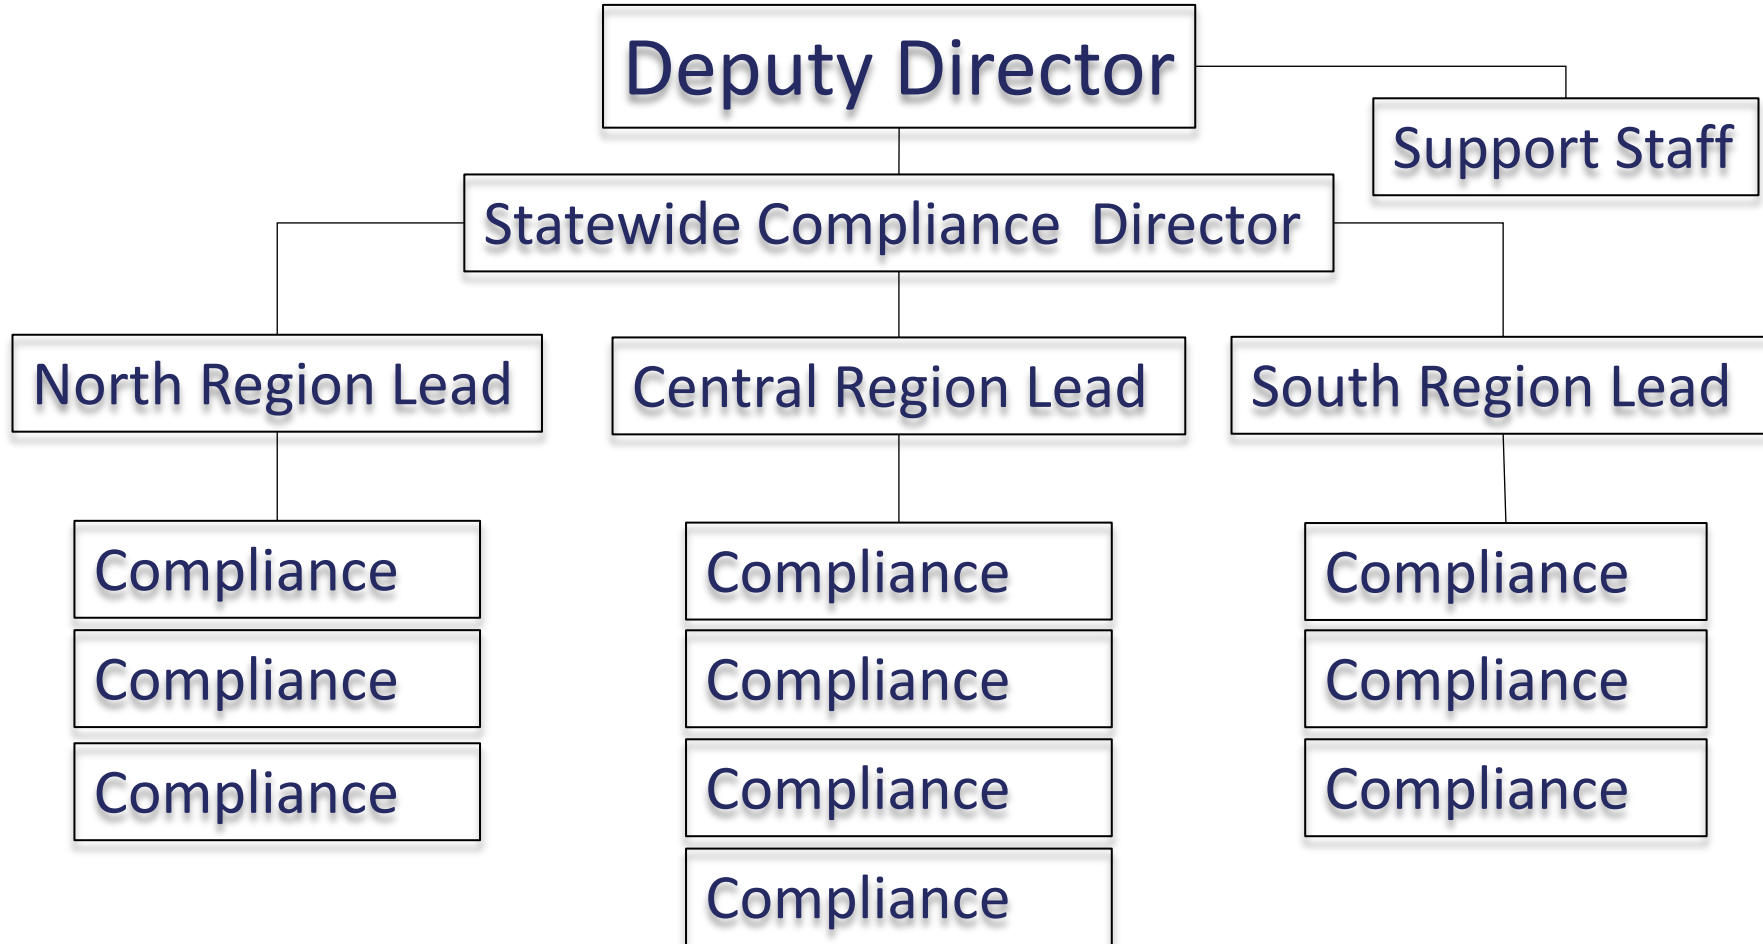 Deputy Director
Support Staff
Statewide Compliance  Director
North Region Lead
Central Region Lead
South Region Lead
Compliance
Compliance
Compliance
Compliance
Compliance
Compliance
Compliance
Compliance
Compliance
Compliance